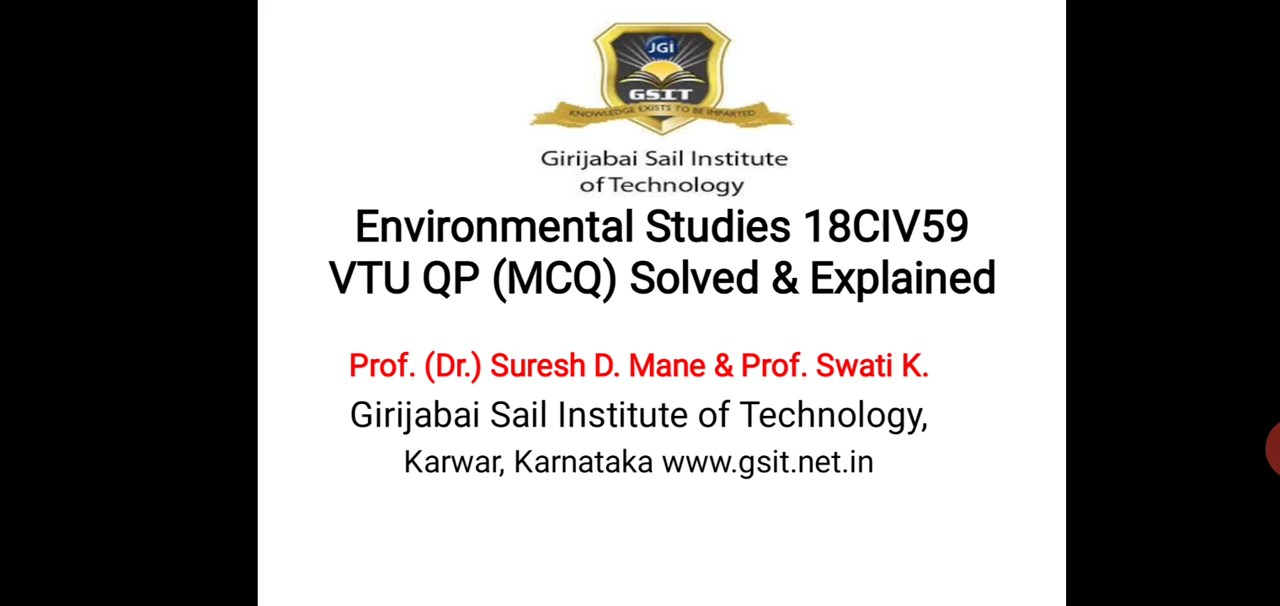 JGi
GSIT
KNOWLEDGE EXISTS TO BE IMPARTED
Girijabai Sail Institute
of Technology
Environmental Studies 18CIV59
VTU QP (MCQ) Solved & Explained
Prof. (Dr.) Suresh D. Mane & Prof. Swati K.
Girijabai Sail Institute of Technology,
Karwar, Karnataka www.gsit.net.in